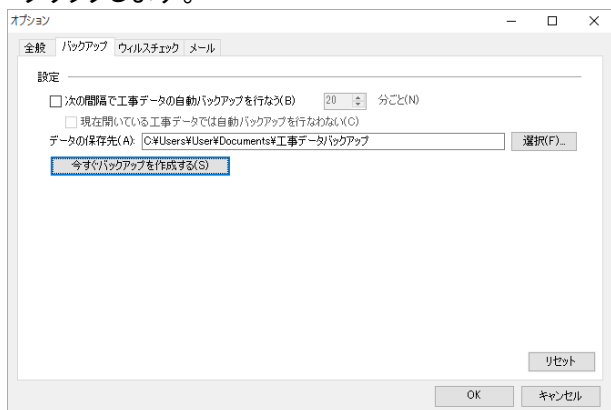 クリックします。
オプション
全般 バックアップ ウィルスチェック メール
設定
次の間隔で工事データの自動バックアップを行なう(B) 20 分ごと(N)
現在開いている工事データでは自動バックアップを行なわない(C)
データの保存先(A): C:¥Users¥User¥Documents¥工事データバックアップ 選択(F)...
今すぐバックアップを作成する(S)
リセット
OK キャンセル